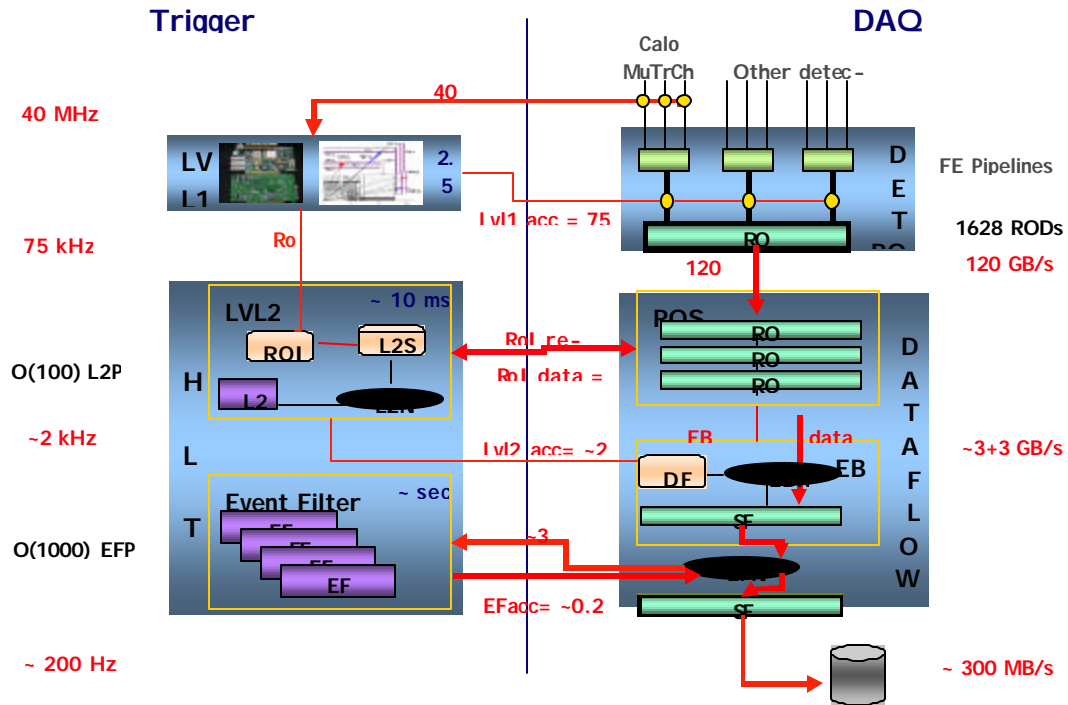 Trigger
DAQ
Calo
MuTrCh
Other detec-
40
40 MHz
LV
L1
2.
5
D
E
T
FE Pipelines
Lvl1 acc = 75
RO
1628 RODs
120 GB/s
75 kHz
Ro
120
~ 10 ms
LVL2
ROI
L2S
L2
H
L
T
RoI re-
RoI data =
ROS
RO
RO
RO
D
A
T
A
F
L
O
W
O(100) L2P
~2 kHz
Lvl2 acc= ~2
EB
data
DF
EB
~3+3 GB/s
~ sec
Event Filter
EF
EF
EF
EF
~3
SF
O(1000) EFP
EFacc= ~0.2
SF
~ 200 Hz
~ 300 MB/s